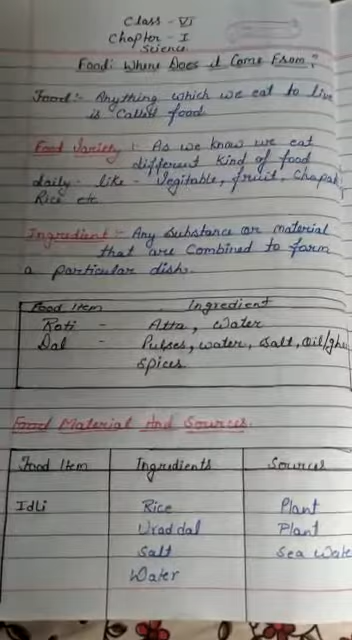 Class - VI
Chapter - I
Science
Food: Where Does it Come From?
Food :- Anything which we eat to live
is called food.
Food Variety : As we know we eat
different kind of food
daily - like - Vegitable, fruit, Chapati,
Rice etc
Ingredient - Any substance or material
that are combined to form
a particular dish.
Food Item Ingredient
Roti - Atta, Water
Dal - Pulses, water, salt, Oil/ghee
spices.
Food Material And Sources.
Food Item Ingredients Sources
Idli Rice Plant
Urad dal Plant
Salt Sea Wate
Water